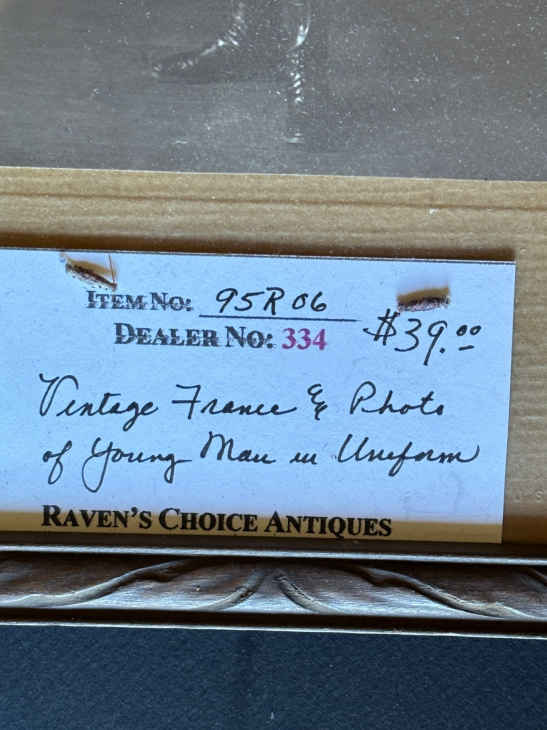 ITEM NO: 95R06
DEALER NO: 334
$39.00
Vintage Frame & Photo
of Young Man in Uniform
RAVEN'S CHOICE ANTIQUES